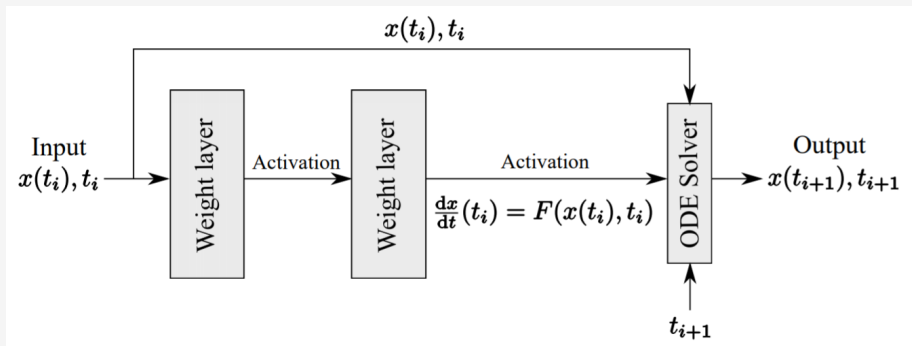 x(t_i), t_i
Input
x(t_i), t_i
Weight layer
Activation
Weight layer
Activation
dx/dt (t_i) = F(x(t_i), t_i)
ODE Solver
Output
x(t_{i+1}), t_{i+1}
t_{i+1}